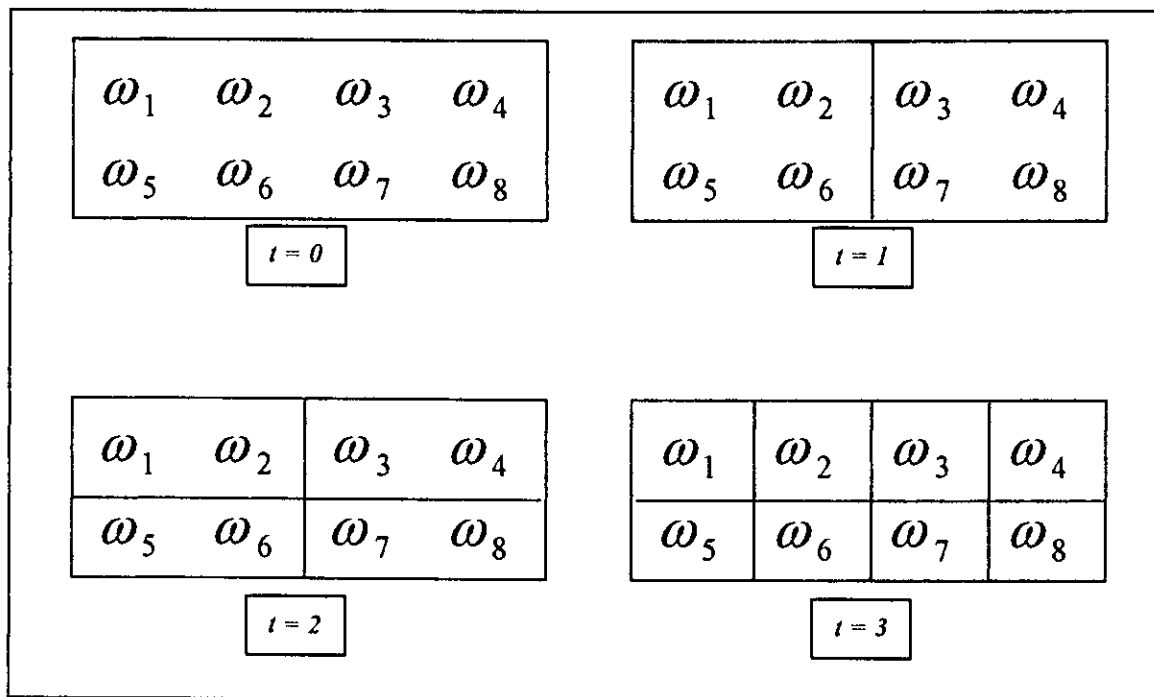 ω₁ ω₂ ω₃ ω₄
ω₅ ω₆ ω₇ ω₈
t = 0
ω₁ ω₂ ω₃ ω₄
ω₅ ω₆ ω₇ ω₈
t = 1
ω₁ ω₂ ω₃ ω₄
ω₅ ω₆ ω₇ ω₈
t = 2
ω₁ ω₂ ω₃ ω₄
ω₅ ω₆ ω₇ ω₈
t = 3